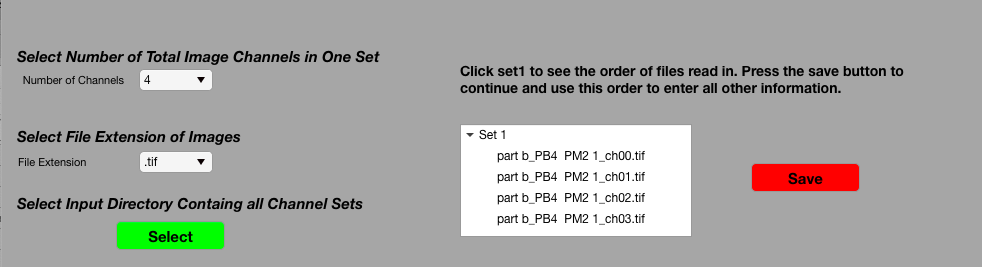 Select Number of Total Image Channels in One Set
Number of Channels 4
Select File Extension of Images
File Extension .tif
Select Input Directory Containg all Channel Sets
Select
Click set1 to see the order of files read in. Press the save button to
continue and use this order to enter all other information.
Set 1
part b_PB4  PM2 1_ch00.tif
part b_PB4  PM2 1_ch01.tif
part b_PB4  PM2 1_ch02.tif
part b_PB4  PM2 1_ch03.tif
Save